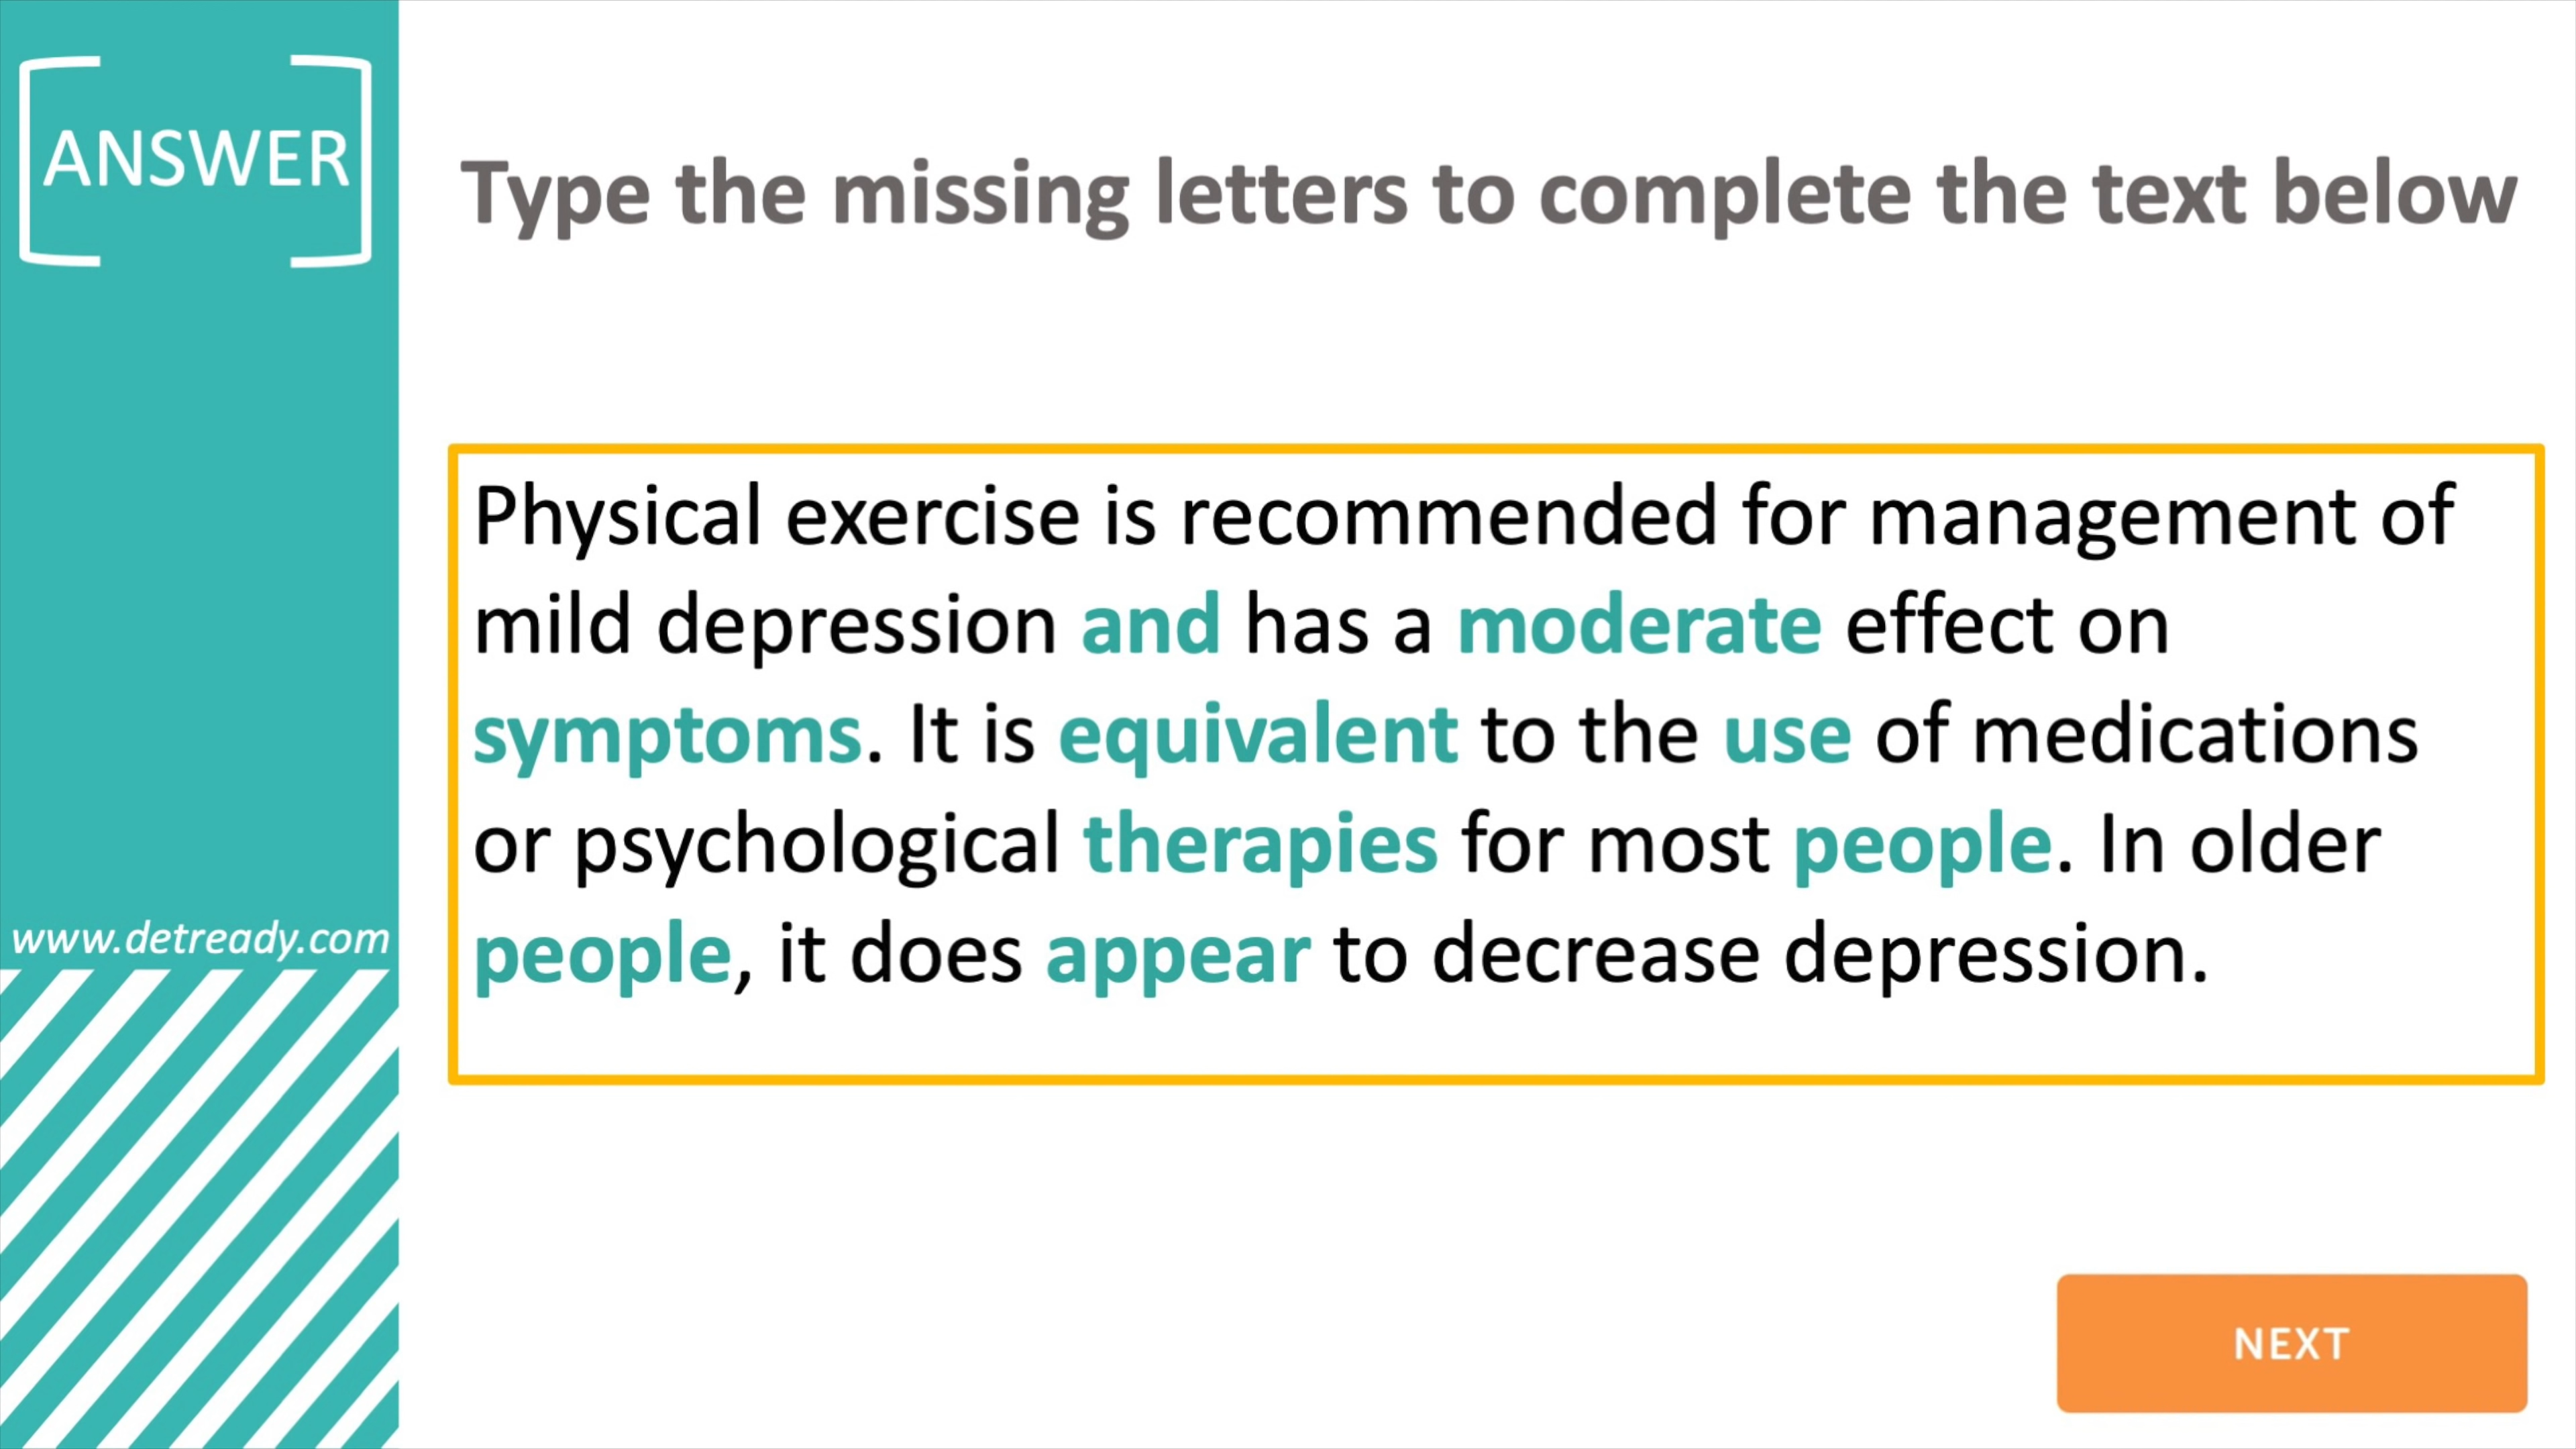 ANSWER
Type the missing letters to complete the text below
Physical exercise is recommended for management of
mild depression and has a moderate effect on
symptoms. It is equivalent to the use of medications
or psychological therapies for most people. In older
people, it does appear to decrease depression.
www.detready.com
NEXT